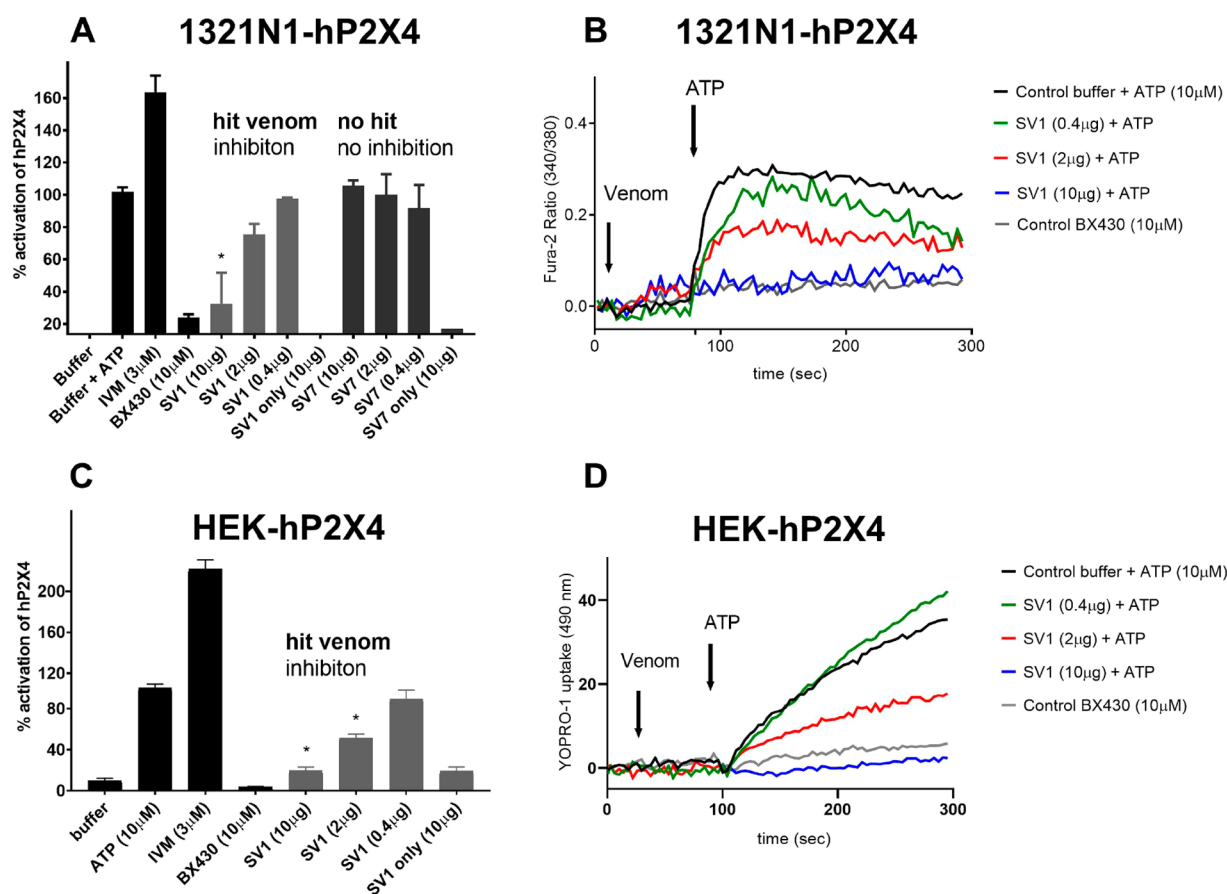 A
1321N1-hP2X4
% activation of hP2X4
160
140
120
100
80
60
40
20
hit venom
inhibiton
no hit
no inhibition
*
Buffer
Buffer + ATP
IVM (3μM)
BX430 (10μM)
SV1 (10μg)
SV1 (2μg)
SV1 (0.4μg)
SV1 only (10μg)
SV7 (10μg)
SV7 (2μg)
SV7 (0.4μg)
SV7 only (10μg)
B
1321N1-hP2X4
Fura-2 Ratio (340/380)
0.4
0.2
0.0
Venom
ATP
0
100
200
300
time (sec)
Control buffer + ATP (10μM)
SV1 (0.4μg) + ATP
SV1 (2μg) + ATP
SV1 (10μg) + ATP
Control BX430 (10μM)
C
HEK-hP2X4
% activation of hP2X4
200
120
80
40
0
hit venom
inhibiton
*
*
buffer
ATP (10μM)
IVM (3μM)
BX430 (10μM)
SV1 (10μg)
SV1 (2μg)
SV1 (0.4μg)
SV1 only (10μg)
D
HEK-hP2X4
YOPRO-1 uptake (490 nm)
40
20
0
Venom
ATP
0
100
200
300
time (sec)
Control buffer + ATP (10μM)
SV1 (0.4μg) + ATP
SV1 (2μg) + ATP
SV1 (10μg) + ATP
Control BX430 (10μM)